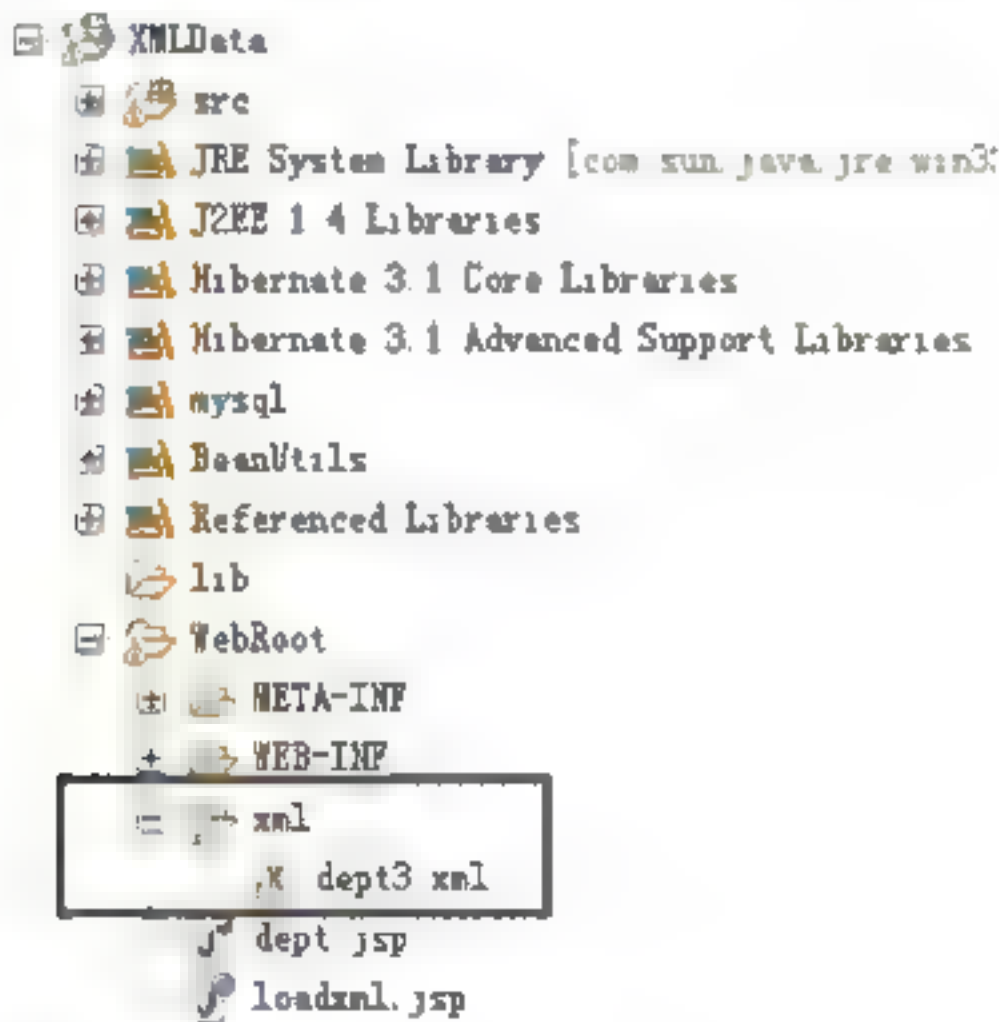 XMLData
src
JRE System Library [com.sun.java.jre.win32
J2EE 1.4 Libraries
Hibernate 3.1 Core Libraries
Hibernate 3.1 Advanced Support Libraries
mysql
BeanUtils
Referenced Libraries
lib
WebRoot
META-INF
WEB-INF
xml
dept3.xml
dept.jsp
loadxml.jsp